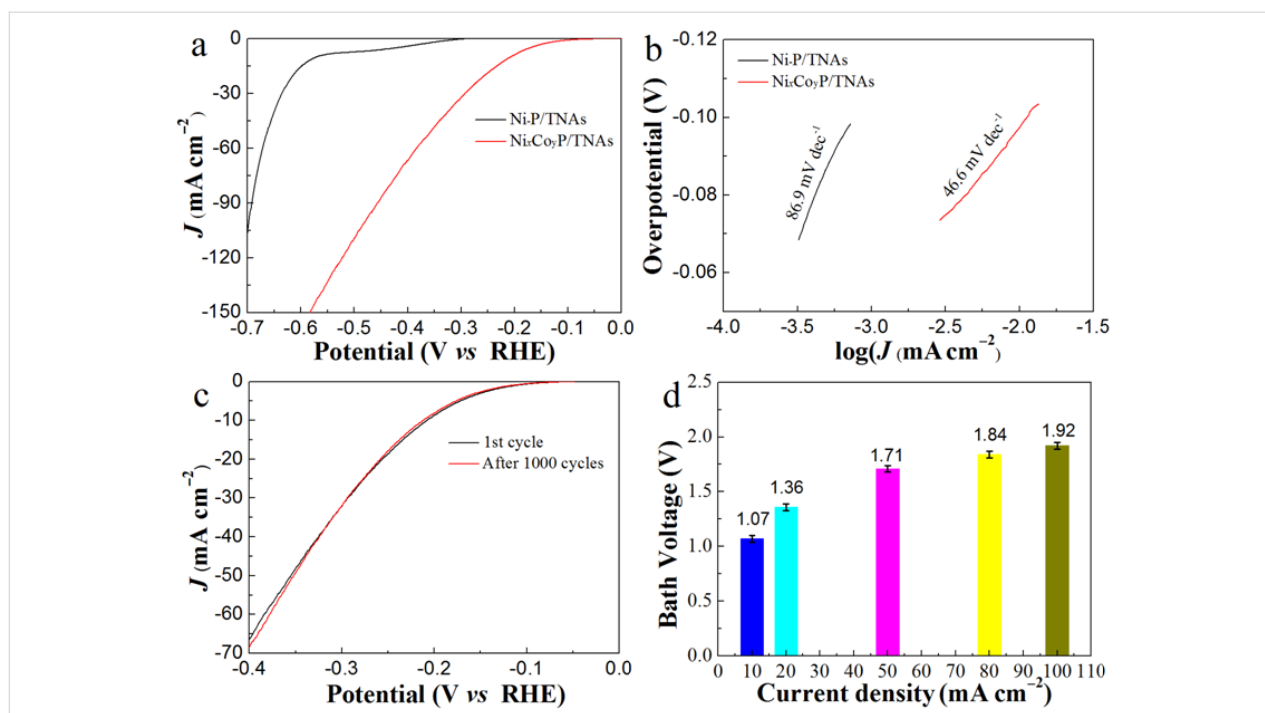 a
0
-30
-60
-90
-120
-150
J (mA cm⁻²)
Ni-P/TNAs
NiₓCoᵧP/TNAs
-0.7 -0.6 -0.5 -0.4 -0.3 -0.2 -0.1 0.0
Potential (V vs RHE)
b
-0.12
-0.10
-0.08
-0.06
Overpotential (V)
Ni-P/TNAs
NiₓCoᵧP/TNAs
86.9 mV dec⁻¹
46.6 mV dec⁻¹
-4.0 -3.5 -3.0 -2.5 -2.0 -1.5
log(J (mA cm⁻²)
c
0
-10
-20
-30
-40
-50
-60
-70
J (mA cm⁻²)
1st cycle
After 1000 cycles
-0.4 -0.3 -0.2 -0.1 0.0
Potential (V vs RHE)
d
2.5
2.0
1.5
1.0
0.5
0.0
Bath Voltage (V)
1.07
1.36
1.71
1.84
1.92
0 10 20 30 40 50 60 70 80 90 100 110
Current density (mA cm⁻²)